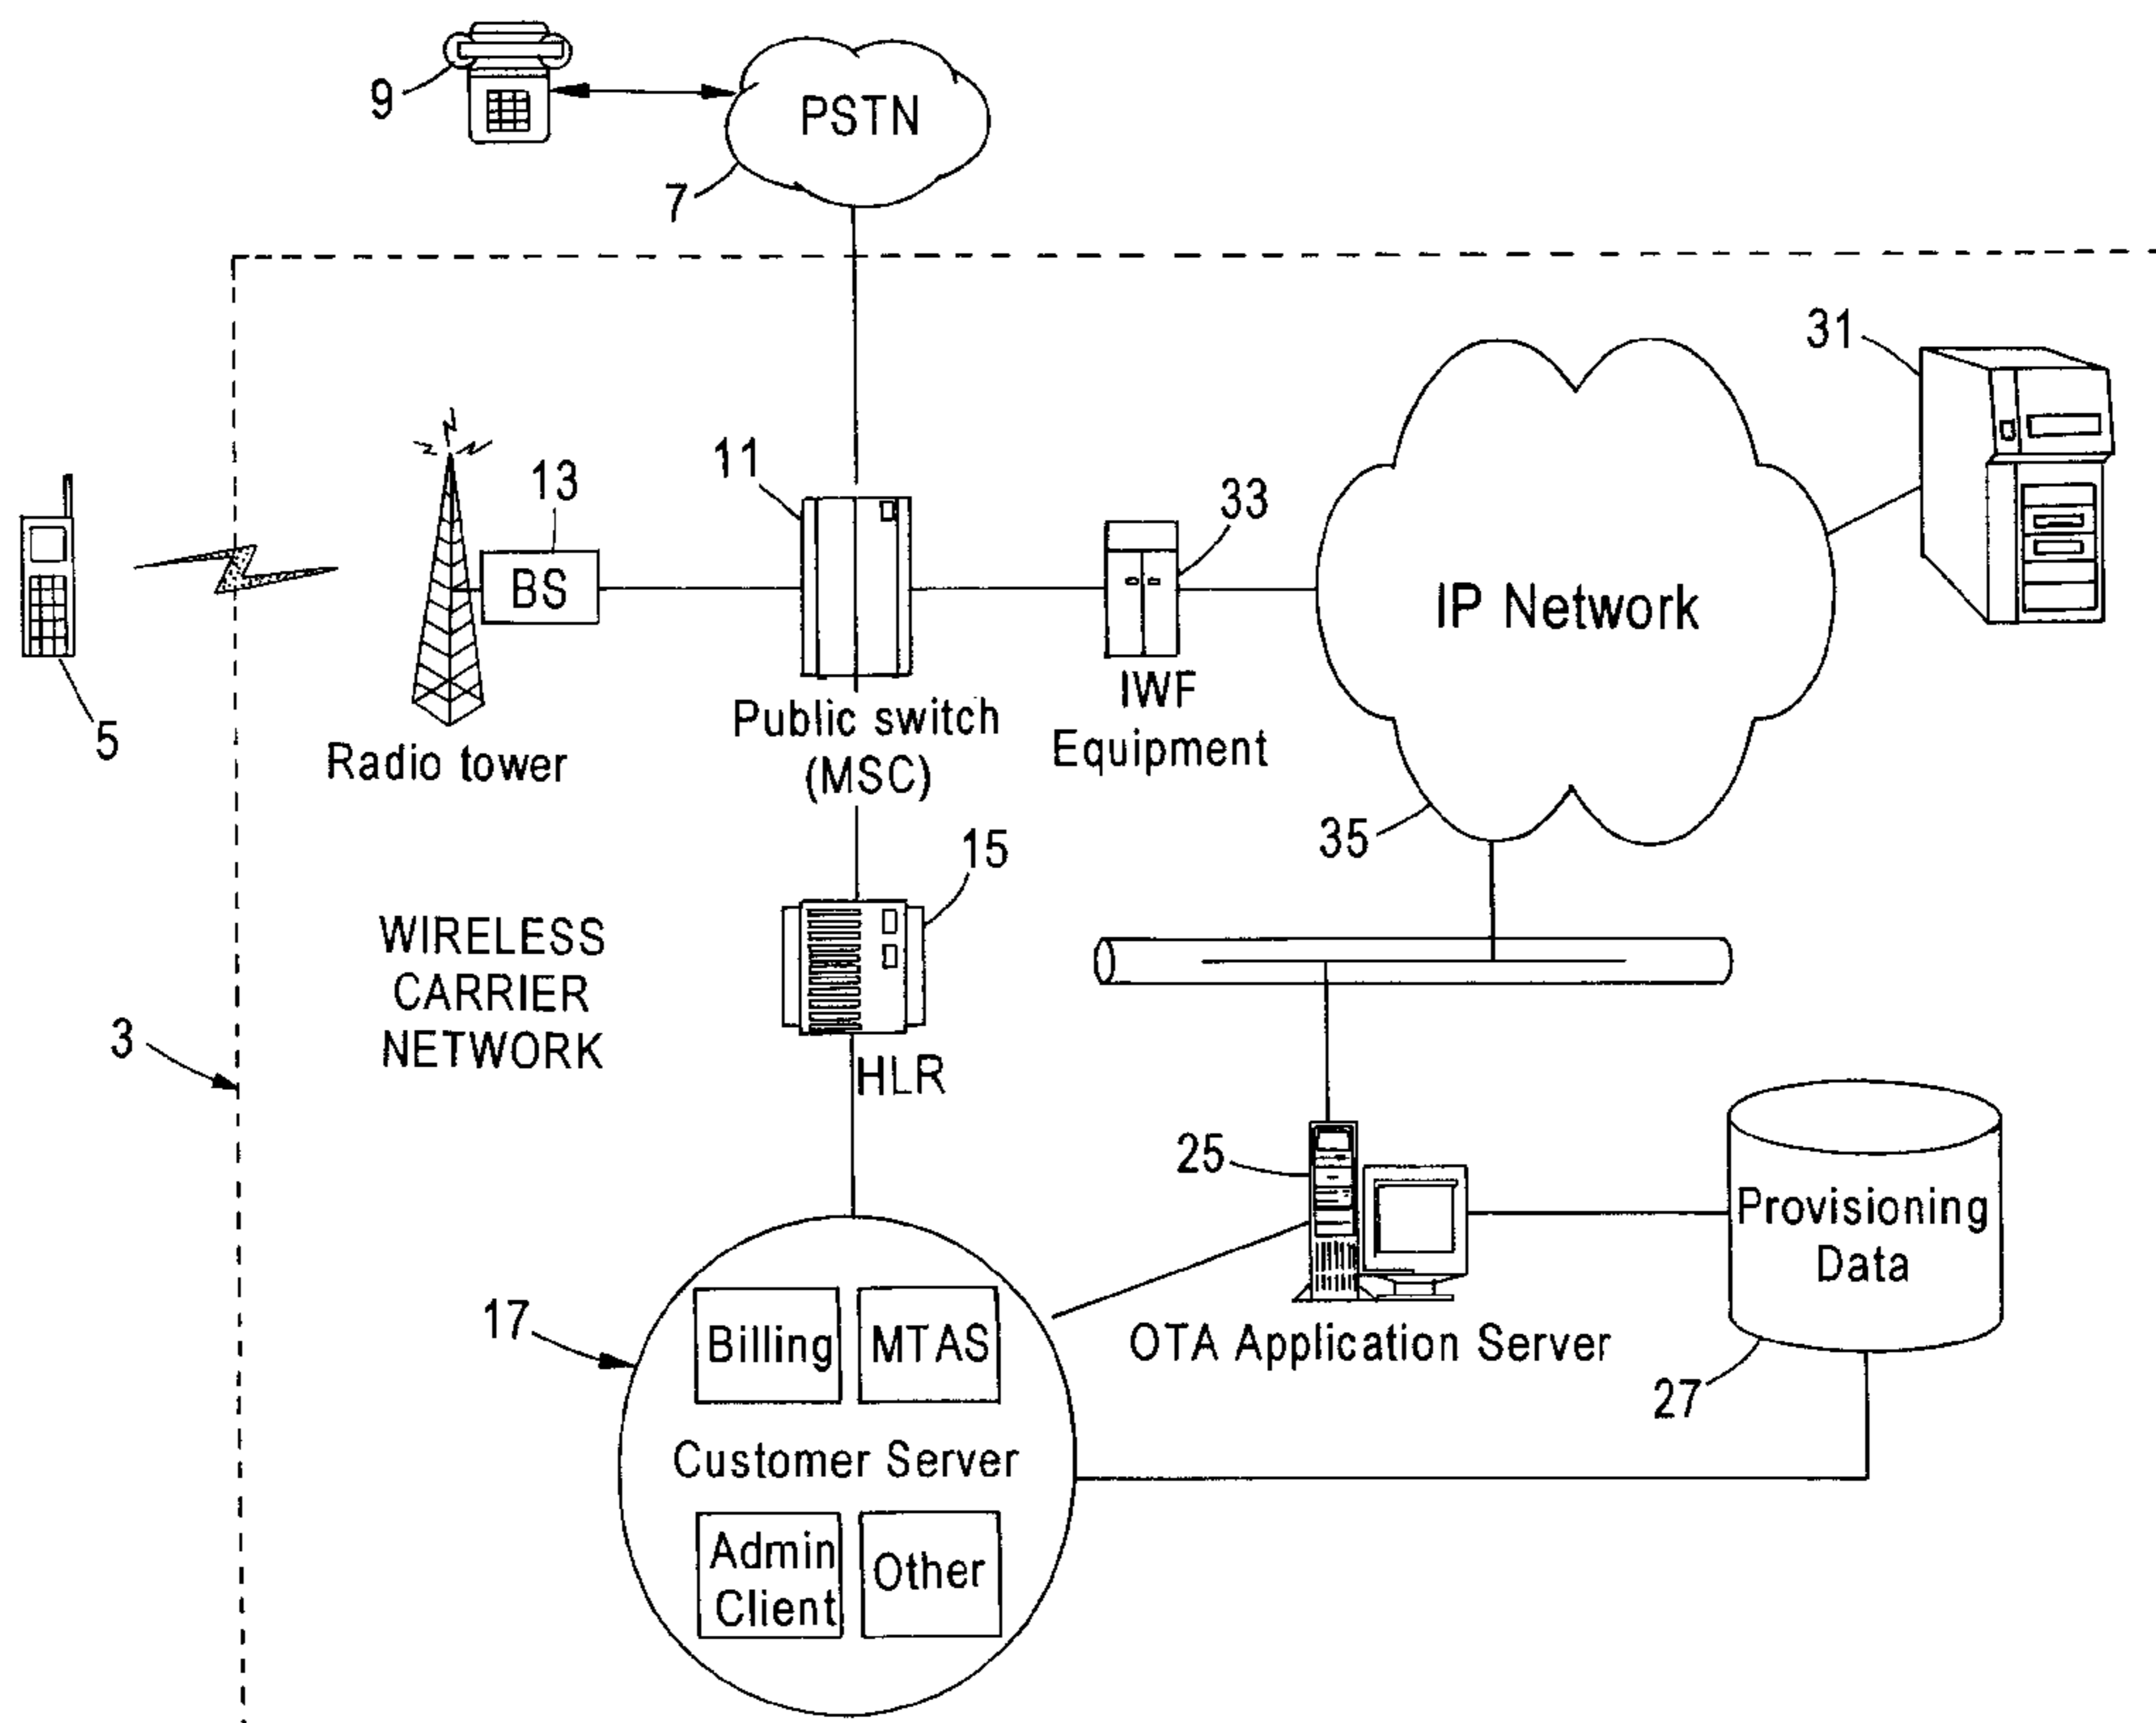 9
PSTN
7
31
11
13
33
BS
IP Network
5
Radio tower
Public switch
(MSC)
IWF
Equipment
35
15
WIRELESS
CARRIER
NETWORK
3
HLR
25
Provisioning
Data
17
Billing
MTAS
OTA Application Server
27
Customer Server
Admin
Client
Other